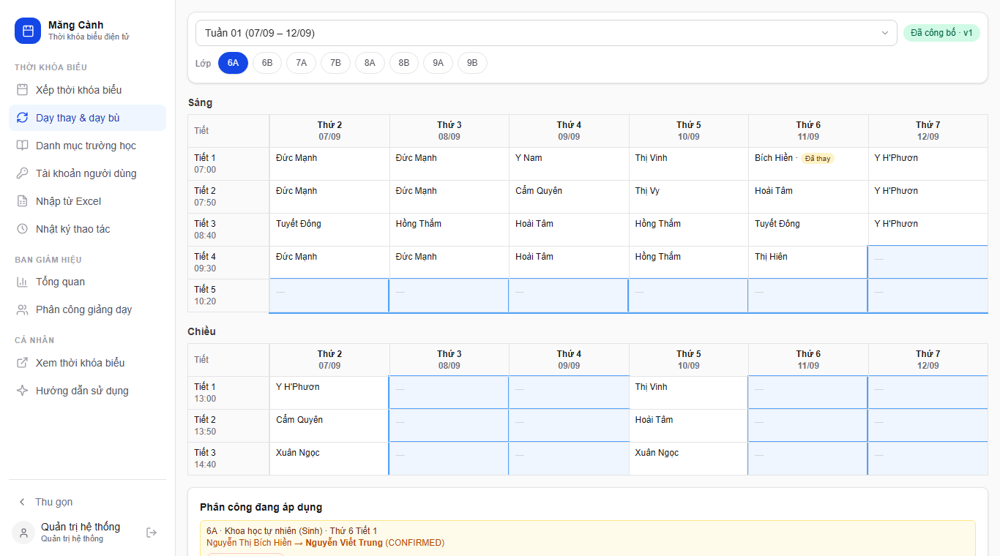 Măng Cành
Thời khóa biểu điện tử
THỜI KHÓA BIỂU
Xếp thời khóa biểu
Dạy thay & dạy bù
Danh mục trường học
Tài khoản người dùng
Nhập từ Excel
Nhật ký thao tác
BAN GIÁM HIỆU
Tổng quan
Phân công giảng dạy
CÁ NHÂN
Xem thời khóa biểu
Hướng dẫn sử dụng
Thu gọn
Quản trị hệ thống
Quản trị hệ thống
Tuần 01 (07/09 – 12/09)
Đã công bố · v1
Lớp 6A 6B 7A 7B 8A 8B 9A 9B
Sáng
Tiết Thứ 2 Thứ 3 Thứ 4 Thứ 5 Thứ 6 Thứ 7
07/09 08/09 09/09 10/09 11/09 12/09
Tiết 1 Đức Mạnh Đức Mạnh Y Nam Thị Vinh Bích Hiền · Đã thay Y H'Phươn
07:00
Tiết 2 Đức Mạnh Đức Mạnh Cẩm Quyên Thị Vy Hoài Tâm Y H'Phươn
07:50
Tiết 3 Tuyết Đông Hồng Thắm Hoài Tâm Hồng Thắm Tuyết Đông Y H'Phươn
08:40
Tiết 4 Đức Mạnh Đức Mạnh Hoài Tâm Hồng Thắm Thị Hiên —
09:30
Tiết 5 — — — — — —
10:20
Chiều
Tiết Thứ 2 Thứ 3 Thứ 4 Thứ 5 Thứ 6 Thứ 7
07/09 08/09 09/09 10/09 11/09 12/09
Tiết 1 Y H'Phươn — — Thị Vinh — —
13:00
Tiết 2 Cẩm Quyên — — Hoài Tâm — —
13:50
Tiết 3 Xuân Ngọc — — Xuân Ngọc — —
14:40
Phân công đang áp dụng
6A · Khoa học tự nhiên (Sinh) · Thứ 6 Tiết 1
Nguyễn Thị Bích Hiền → Nguyễn Viết Trung (CONFIRMED)